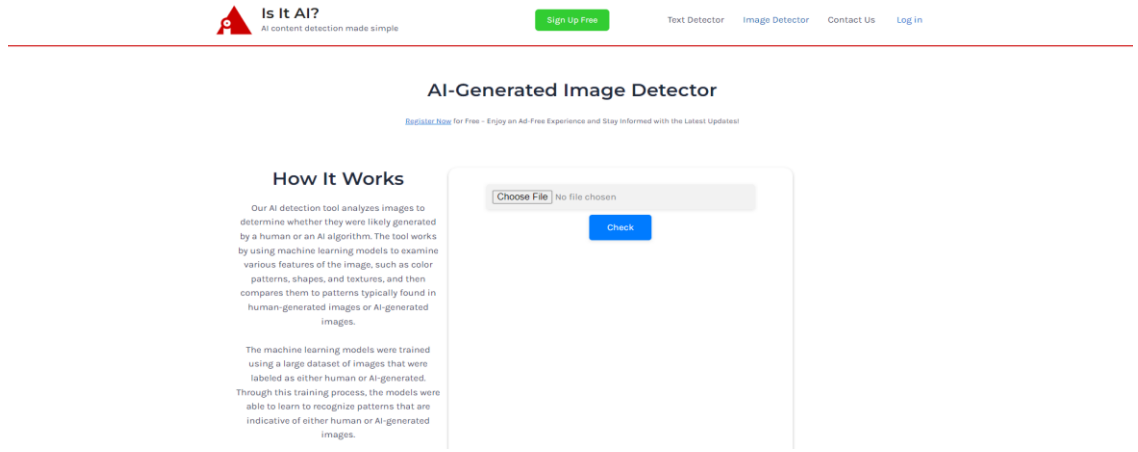 Is It AI?
AI content detection made simple
Sign Up Free
Text Detector
Image Detector
Contact Us
Log in
AI-Generated Image Detector
Register Now for Free – Enjoy an Ad-Free Experience and Stay Informed with the Latest Updates!
How It Works
Our AI detection tool analyzes images to
determine whether they were likely generated
by a human or an AI algorithm. The tool works
by using machine learning models to examine
various features of the image, such as color
patterns, shapes, and textures, and then
compares them to patterns typically found in
human-generated images or AI-generated
images.
The machine learning models were trained
using a large dataset of images that were
labeled as either human or AI-generated.
Through this training process, the models were
able to learn to recognize patterns that are
indicative of either human or AI-generated
images.
Choose File No file chosen
Check